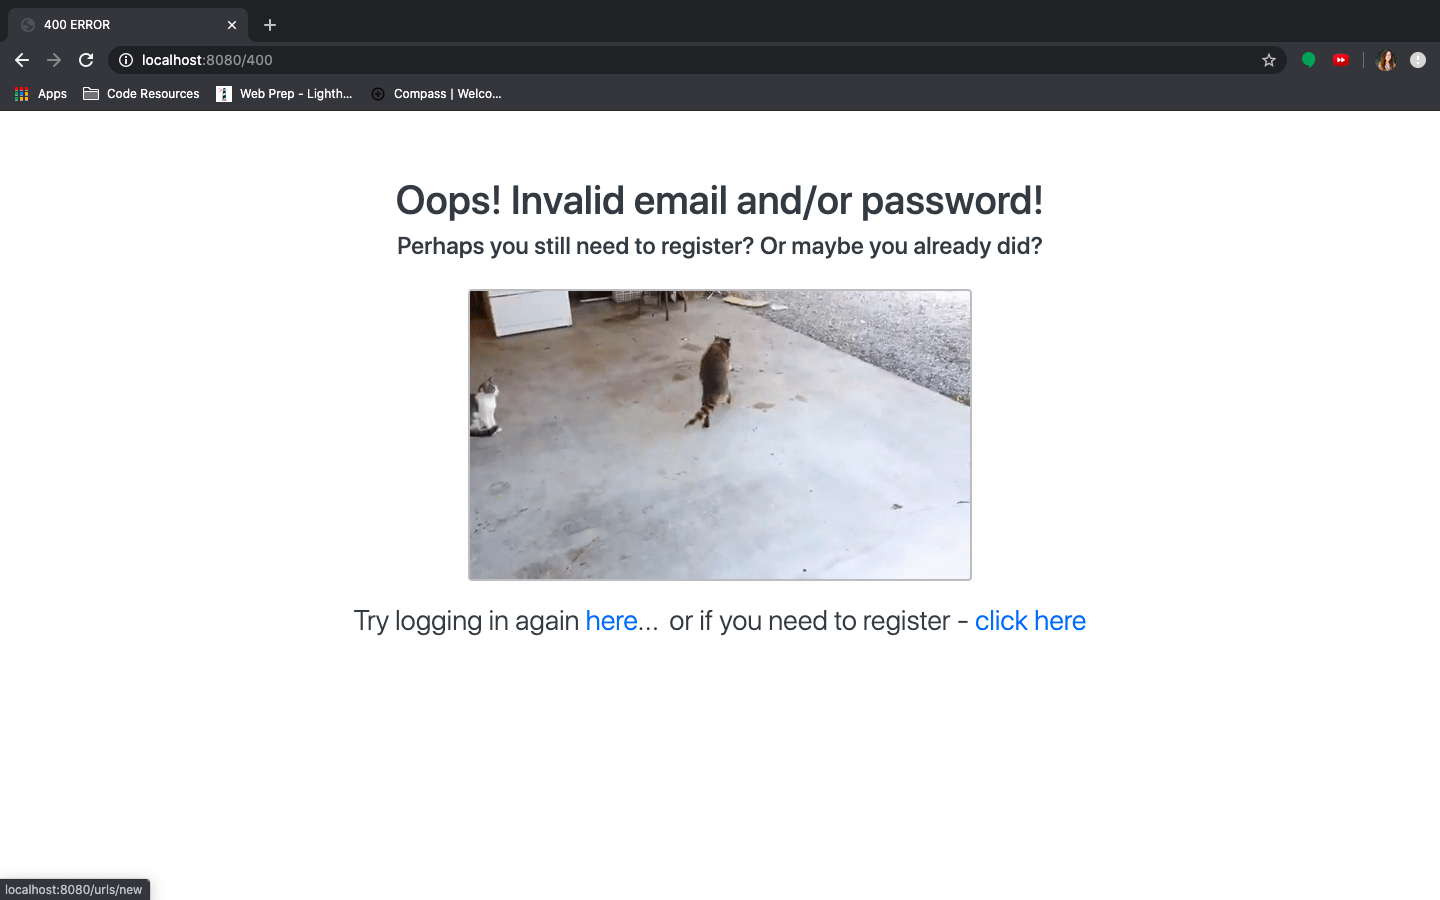 400 ERROR
localhost:8080/400
Apps Code Resources Web Prep - Lighth... Compass | Welco...
Oops! Invalid email and/or password!
Perhaps you still need to register? Or maybe you already did?
Try logging in again here... or if you need to register - click here
localhost:8080/urls/new